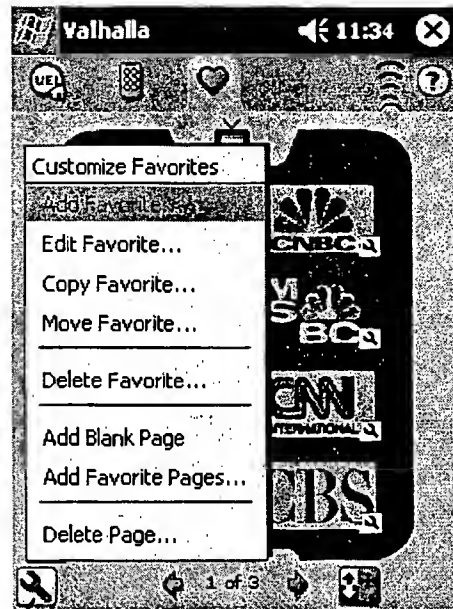 Valhalla 11:34
UEL ?
Customize Favorites
Add Favorite...
Edit Favorite...
Copy Favorite...
Move Favorite...
Delete Favorite...
Add Blank Page
Add Favorite Pages...
Delete Page...
CNBC
BC
CNN
INTERNATIONAL
CBS
1 of 3